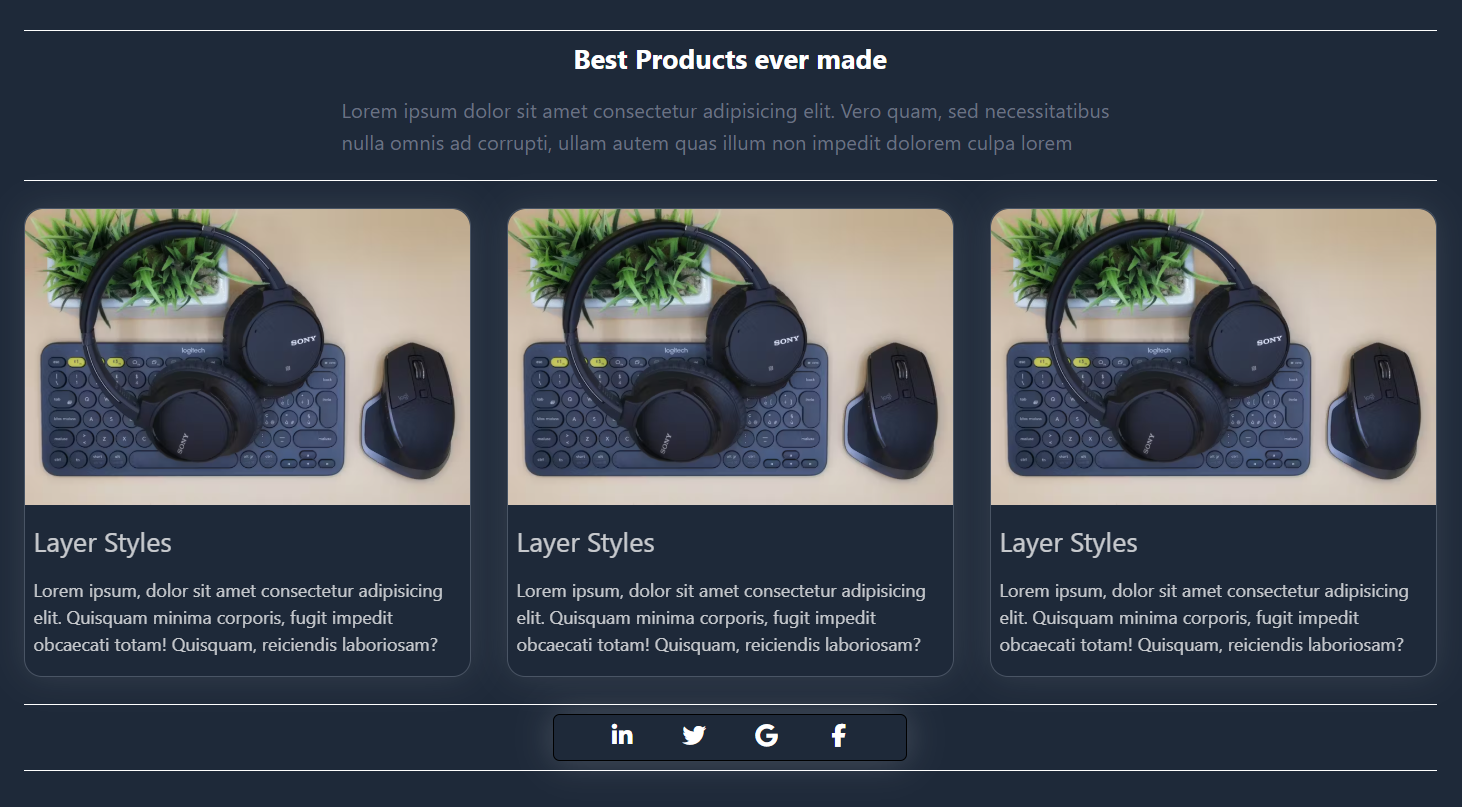 Best Products ever made
Lorem ipsum dolor sit amet consectetur adipisicing elit. Vero quam, sed necessitatibus
nulla omnis ad corrupti, ullam autem quas illum non impedit dolorem culpa lorem
logitech
SONY
SONY
logitech
SONY
SONY
logitech
SONY
SONY
Layer Styles
Lorem ipsum, dolor sit amet consectetur adipisicing
elit. Quisquam minima corporis, fugit impedit
obcaecati totam! Quisquam, reiciendis laboriosam?
Layer Styles
Lorem ipsum, dolor sit amet consectetur adipisicing
elit. Quisquam minima corporis, fugit impedit
obcaecati totam! Quisquam, reiciendis laboriosam?
Layer Styles
Lorem ipsum, dolor sit amet consectetur adipisicing
elit. Quisquam minima corporis, fugit impedit
obcaecati totam! Quisquam, reiciendis laboriosam?